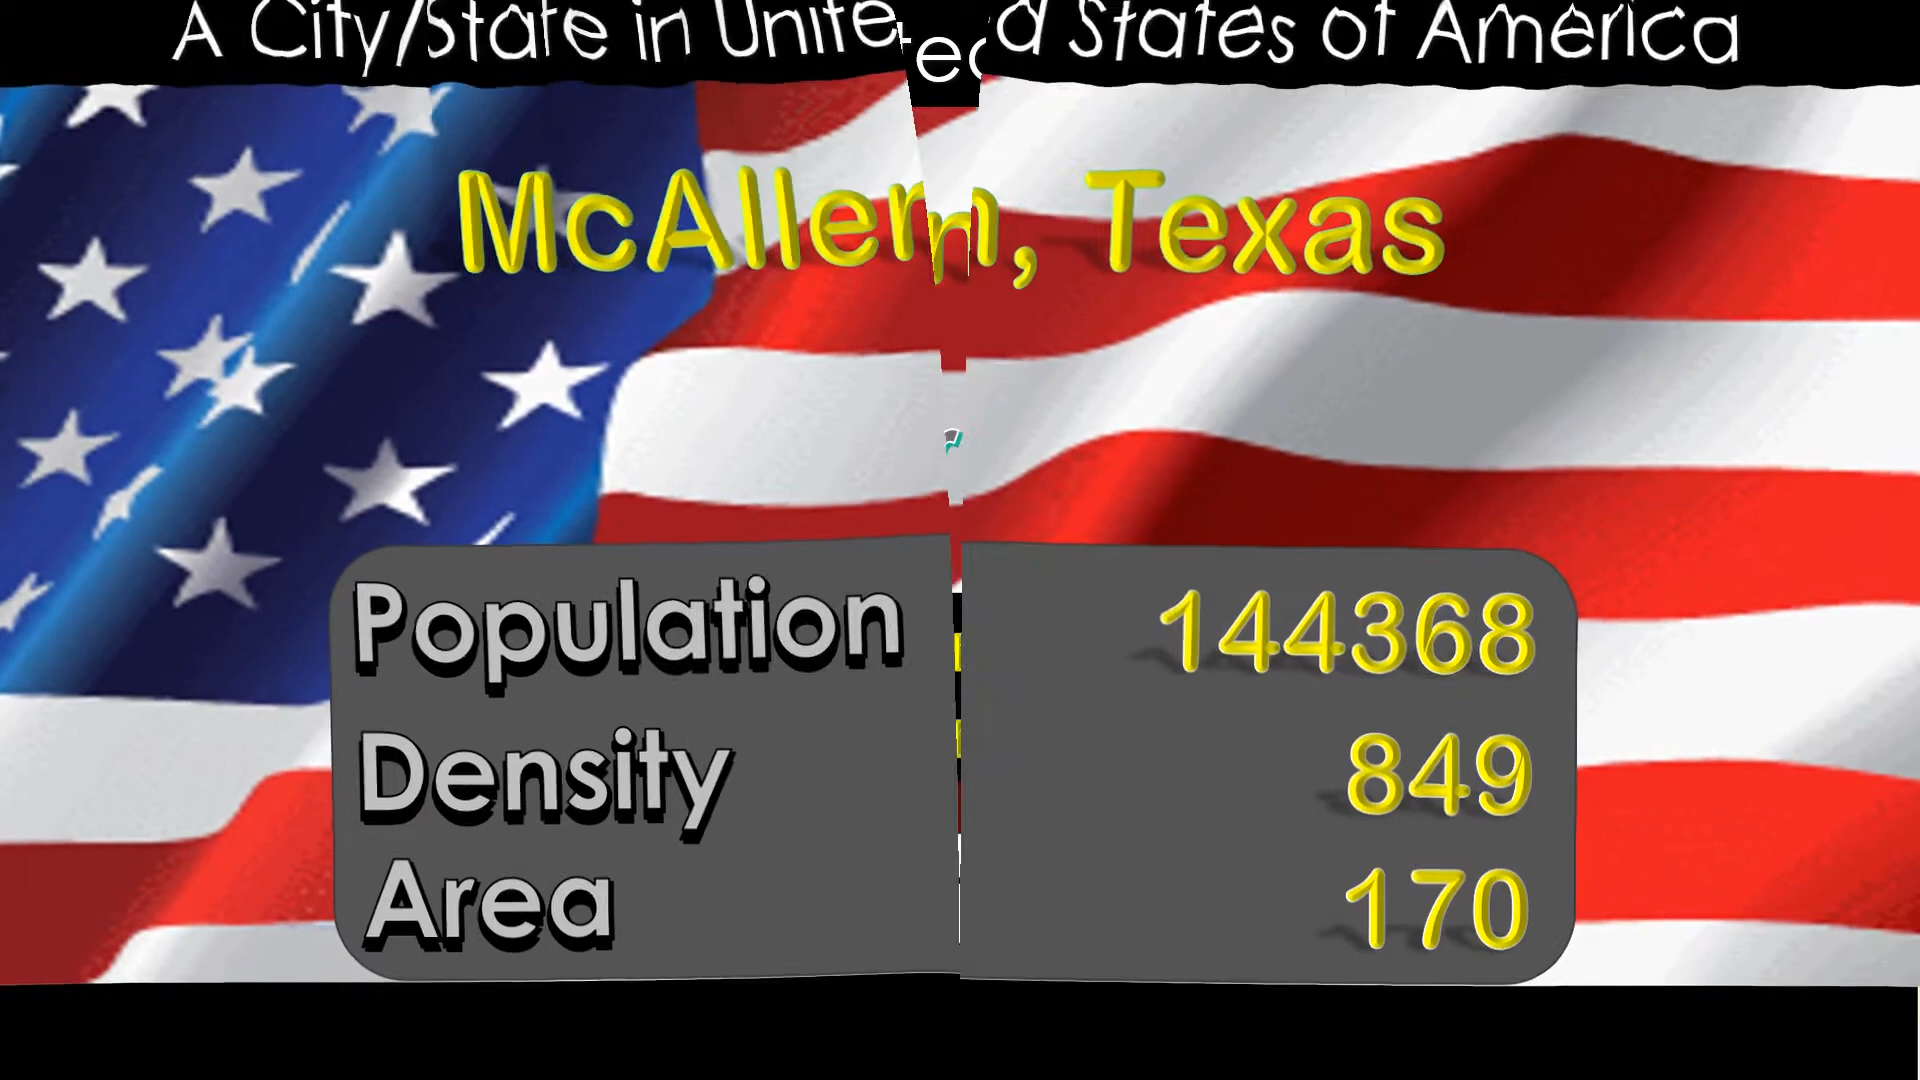 A City/State in United States of America
McAllen, Texas
Population 144368
Density 849
Area 170